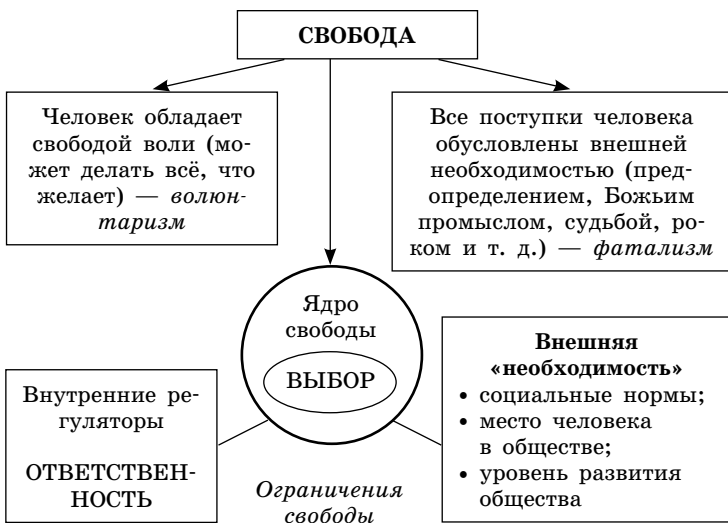 СВОБОДА
Человек обладает
свободой воли (мо-
жет делать всё, что
желает) — волюн-
таризм
Все поступки человека
обусловлены внешней
необходимостью (пред-
определением, Божьим
промыслом, судьбой, ро-
ком и т. д.) — фатализм
Ядро
свободы
ВЫБОР
Внутренние ре-
гуляторы
ОТВЕТСТВЕН-
НОСТЬ
Внешняя
«необходимость»
• социальные нормы;
• место человека
в обществе;
• уровень развития
общества
Ограничения
свободы